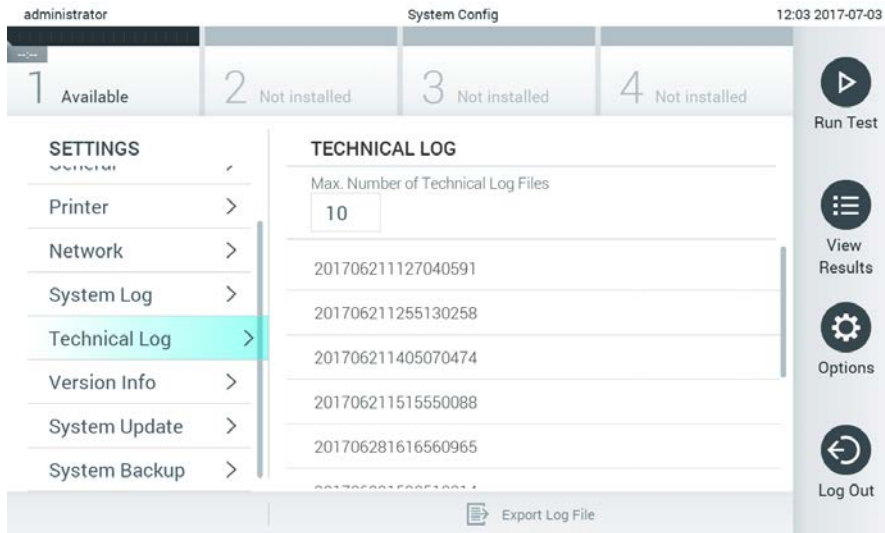 administrator
System Config
12:03 2017-07-03
--:--
1 Available
2 Not installed
3 Not installed
4 Not installed
Run Test
View
Results
Options
Log Out
SETTINGS
General
Printer
Network
System Log
Technical Log
Version Info
System Update
System Backup
TECHNICAL LOG
Max. Number of Technical Log Files
10
201706211127040591
201706211255130258
201706211405070474
201706211515550088
201706281616560965
Export Log File